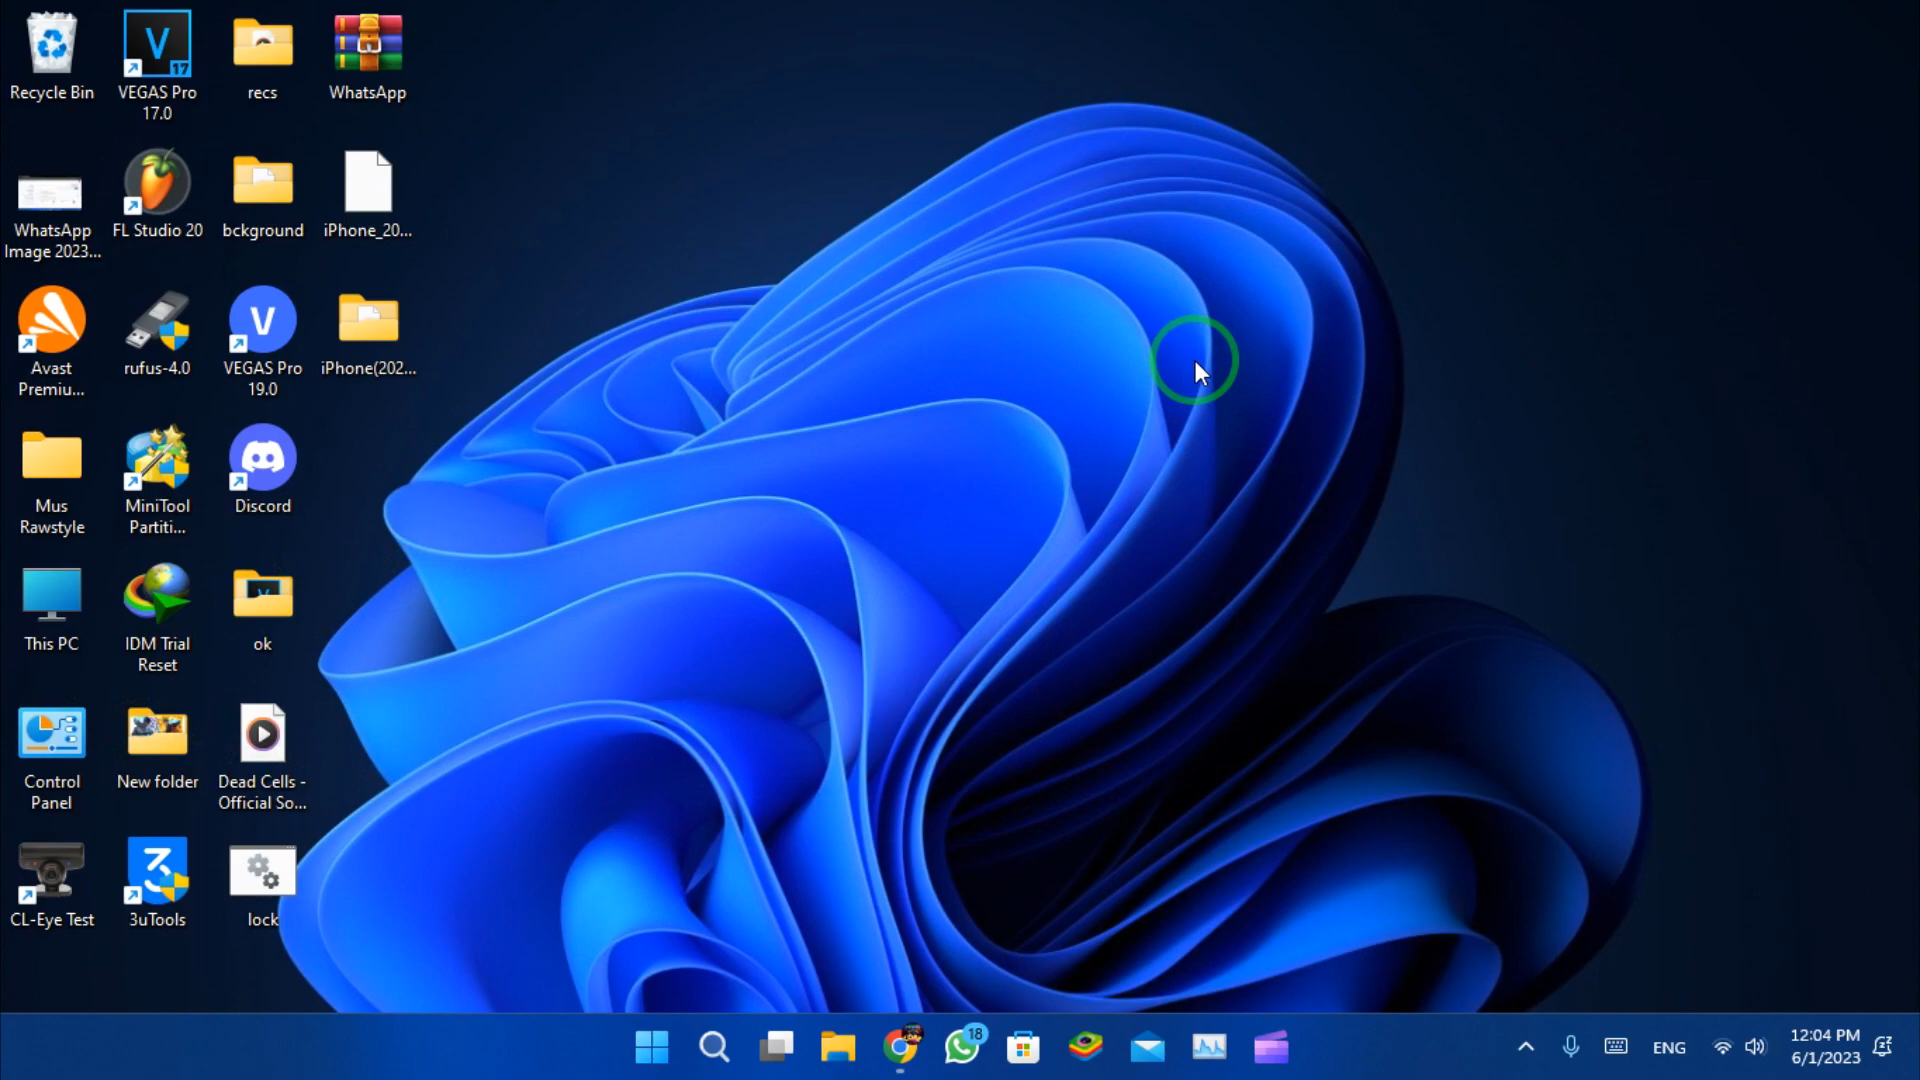 Recycle Bin
VEGAS Pro
17.0
recs
WhatsApp
WhatsApp
Image 2023...
FL Studio 20
bckground
iPhone_20...
Avast
Premiu...
rufus-4.0
VEGAS Pro
19.0
iPhone(202...
Mus
Rawstyle
MiniTool
Partiti...
Discord
This PC
IDM Trial
Reset
ok
Control
Panel
New folder
Dead Cells -
Official So...
CL-Eye Test
3uTools
lock
18
ENG
12:04 PM
6/1/2023